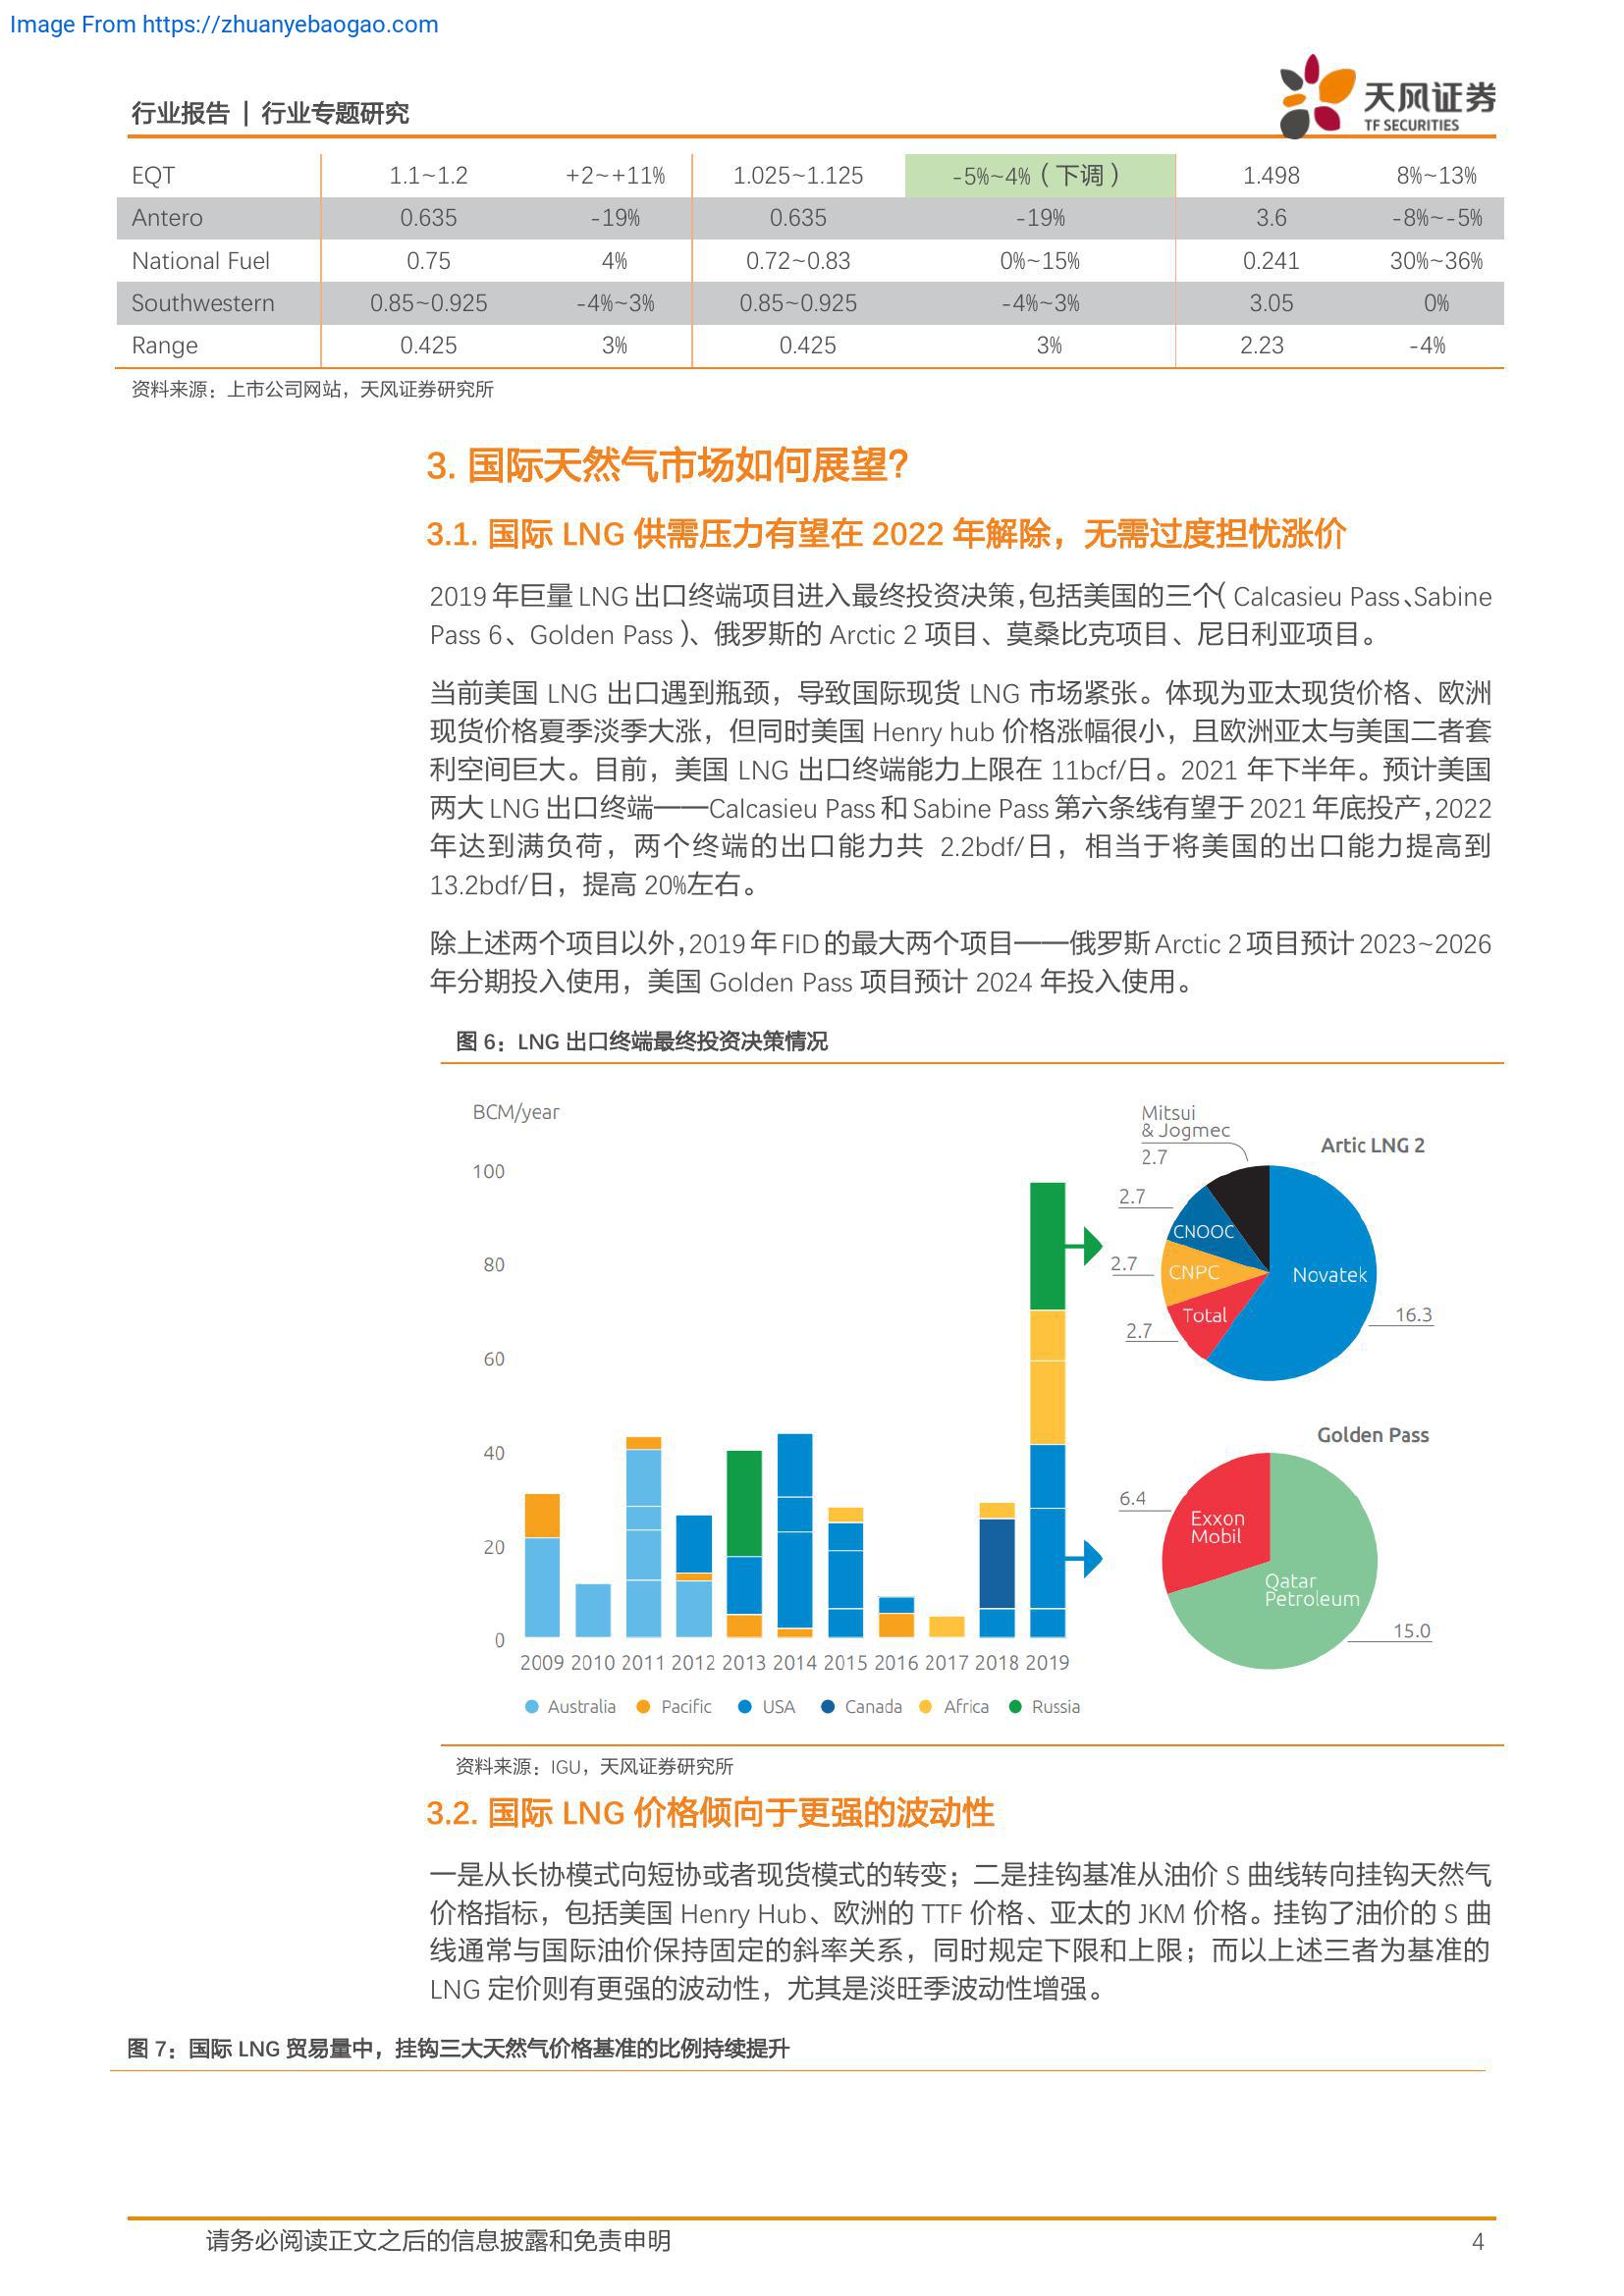 Image From https://zhuanyebaogao.com
行业报告 | 行业专题研究
天风证券
TF SECURITIES
EQT 1.1~1.2 +2~+11% 1.025~1.125 -5%~4%（下调） 1.498 8%~13%
Antero 0.635 -19% 0.635 -19% 3.6 -8%~-5%
National Fuel 0.75 4% 0.72~0.83 0%~15% 0.241 30%~36%
Southwestern 0.85~0.925 -4%~3% 0.85~0.925 -4%~3% 3.05 0%
Range 0.425 3% 0.425 3% 2.23 -4%
资料来源：上市公司网站，天风证券研究所
3. 国际天然气市场如何展望？
3.1. 国际 LNG 供需压力有望在 2022 年解除，无需过度担忧涨价
2019 年巨量 LNG 出口终端项目进入最终投资决策，包括美国的三个（Calcasieu Pass、Sabine
Pass 6、Golden Pass）、俄罗斯的 Arctic 2 项目、莫桑比克项目、尼日利亚项目。
当前美国 LNG 出口遇到瓶颈，导致国际现货 LNG 市场紧张。体现为亚太现货价格、欧洲
现货价格夏季淡季大涨，但同时美国 Henry hub 价格涨幅很小，且欧洲亚太与美国二者套
利空间巨大。目前，美国 LNG 出口终端能力上限在 11bcf/日。2021 年下半年。预计美国
两大 LNG 出口终端——Calcasieu Pass 和 Sabine Pass 第六条线有望于 2021 年底投产，2022
年达到满负荷，两个终端的出口能力共 2.2bdf/日，相当于将美国的出口能力提高到
13.2bdf/日，提高 20%左右。
除上述两个项目以外，2019 年 FID 的最大两个项目——俄罗斯 Arctic 2 项目预计 2023~2026
年分期投入使用，美国 Golden Pass 项目预计 2024 年投入使用。
图 6：LNG 出口终端最终投资决策情况
BCM/year
100
80
60
40
20
0
2009 2010 2011 2012 2013 2014 2015 2016 2017 2018 2019
Australia Pacific USA Canada Africa Russia
Artic LNG 2
Mitsui
& Jogmec
2.7
2.7
CNOOC
2.7
CNPC
Total
2.7
Novatek
16.3
Golden Pass
6.4
Exxon
Mobil
Qatar
Petroleum
15.0
资料来源：IGU，天风证券研究所
3.2. 国际 LNG 价格倾向于更强的波动性
一是从长协模式向短协或者现货模式的转变；二是挂钩基准从油价 S 曲线转向挂钩天然气
价格指标，包括美国 Henry Hub、欧洲的 TTF 价格、亚太的 JKM 价格。挂钩了油价的 S 曲
线通常与国际油价保持固定的斜率关系，同时规定下限和上限；而以上述三者为基准的
LNG 定价则有更强的波动性，尤其是淡旺季波动性增强。
图 7：国际 LNG 贸易量中，挂钩三大天然气价格基准的比例持续提升
请务必阅读正文之后的信息披露和免责申明
4